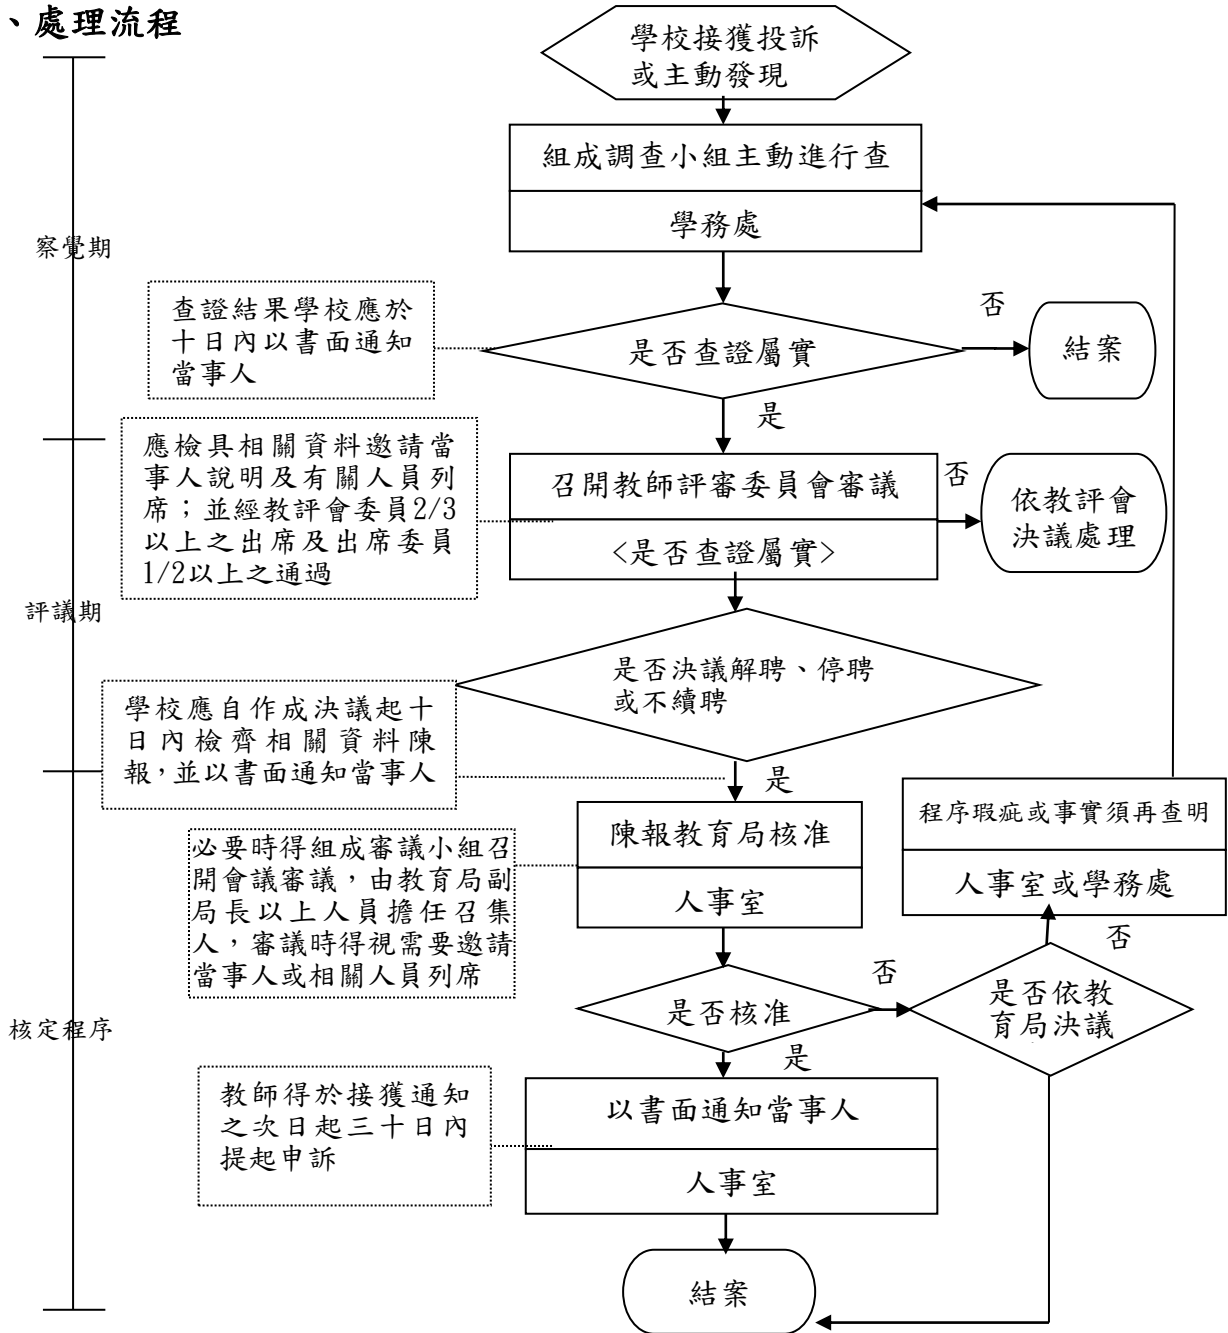 、處理流程
學校接獲投訴
或主動發現
組成調查小組主動進行查
學務處
察覺期
查證結果學校應於
十日內以書面通知
當事人
是否查證屬實
否
結案
是
應檢具相關資料邀請當
事人說明及有關人員列
席；並經教評會委員2/3
以上之出席及出席委員
1/2以上之通過
召開教師評審委員會審議
<是否查證屬實>
否
依教評會
決議處理
評議期
是否決議解聘、停聘
或不續聘
學校應自作成決議起十
日內檢齊相關資料陳
報，並以書面通知當事人
是
陳報教育局核准
人事室
程序瑕疵或事實須再查明
人事室或學務處
必要時得組成審議小組召
開會議審議，由教育局副
局長以上人員擔任召集
人，審議時得視需要邀請
當事人或相關人員列席
否
是否核准
否
是否依教
育局決議
核定程序
是
教師得於接獲通知
之次日起三十日內
提起申訴
以書面通知當事人
人事室
結案